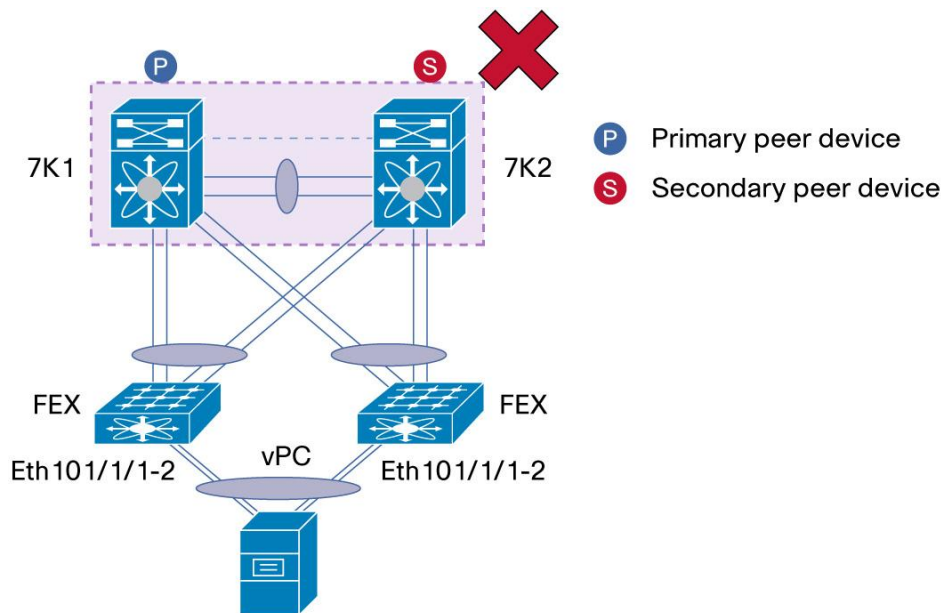 P
S
7K1
7K2
P Primary peer device
S Secondary peer device
FEX
FEX
Eth101/1/1-2
vPC
Eth101/1/1-2